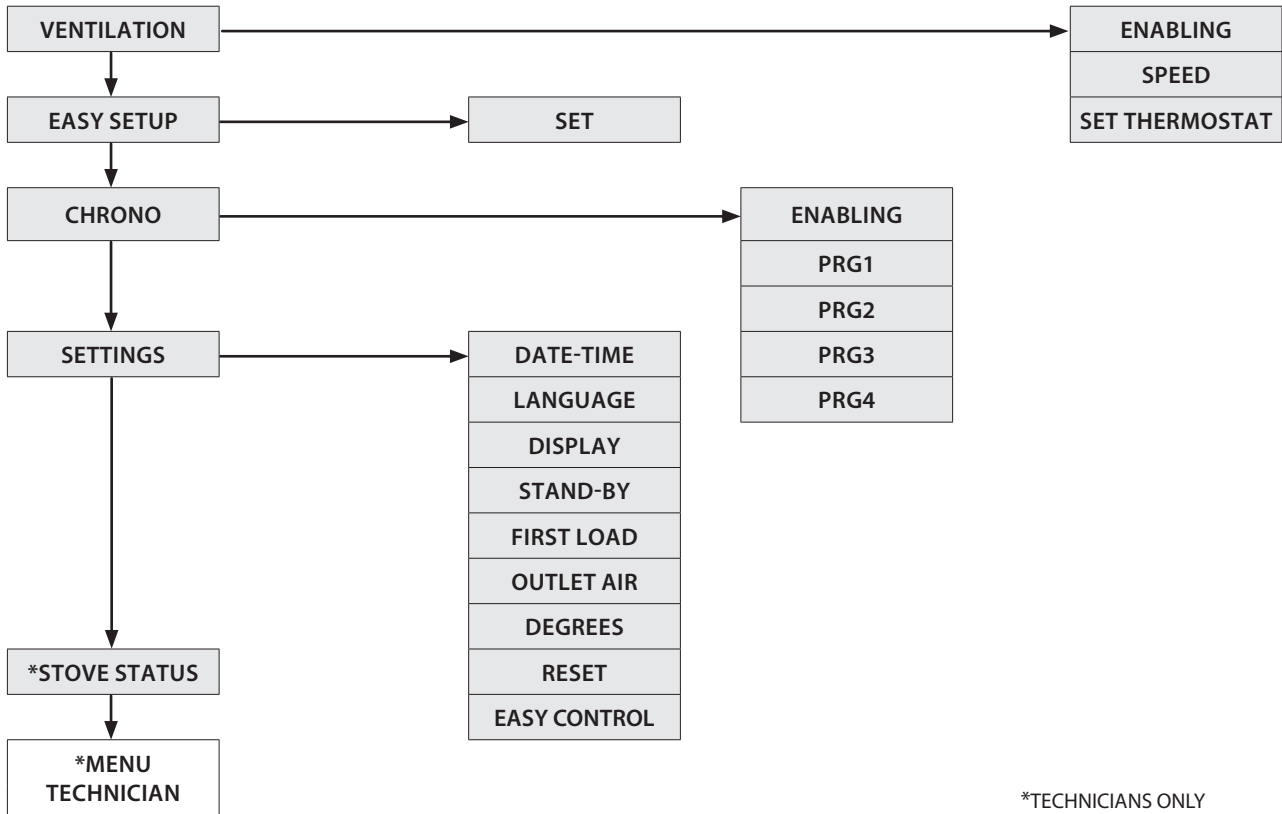 VENTILATION
ENABLING
SPEED
SET THERMOSTAT
EASY SETUP
SET
CHRONO
ENABLING
PRG1
PRG2
PRG3
PRG4
SETTINGS
DATE-TIME
LANGUAGE
DISPLAY
STAND-BY
FIRST LOAD
OUTLET AIR
DEGREES
RESET
EASY CONTROL
*STOVE STATUS
*MENU
TECHNICIAN
*TECHNICIANS ONLY